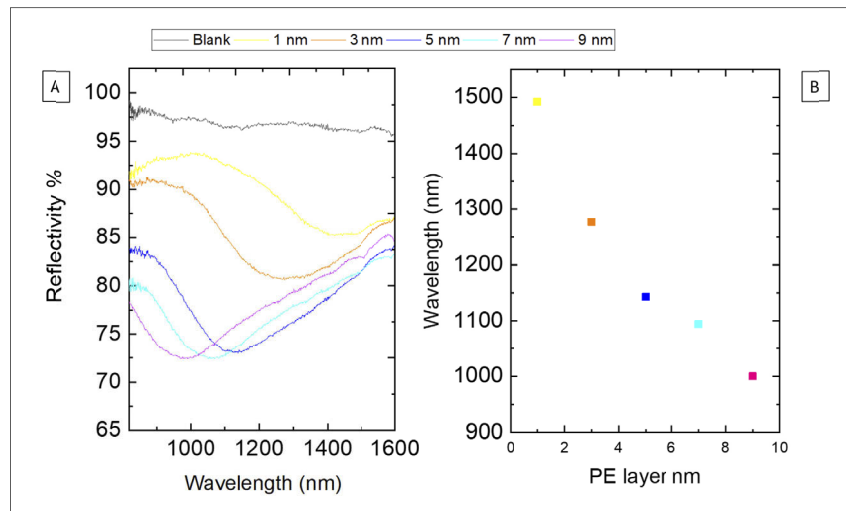 Blank 1 nm 3 nm 5 nm 7 nm 9 nm
A
B
100
95
90
85
80
75
70
65
Reflectivity %
1000 1200 1400 1600
Wavelength (nm)
1500
1400
1300
1200
1100
1000
900
Wavelength (nm)
0 2 4 6 8 10
PE layer nm